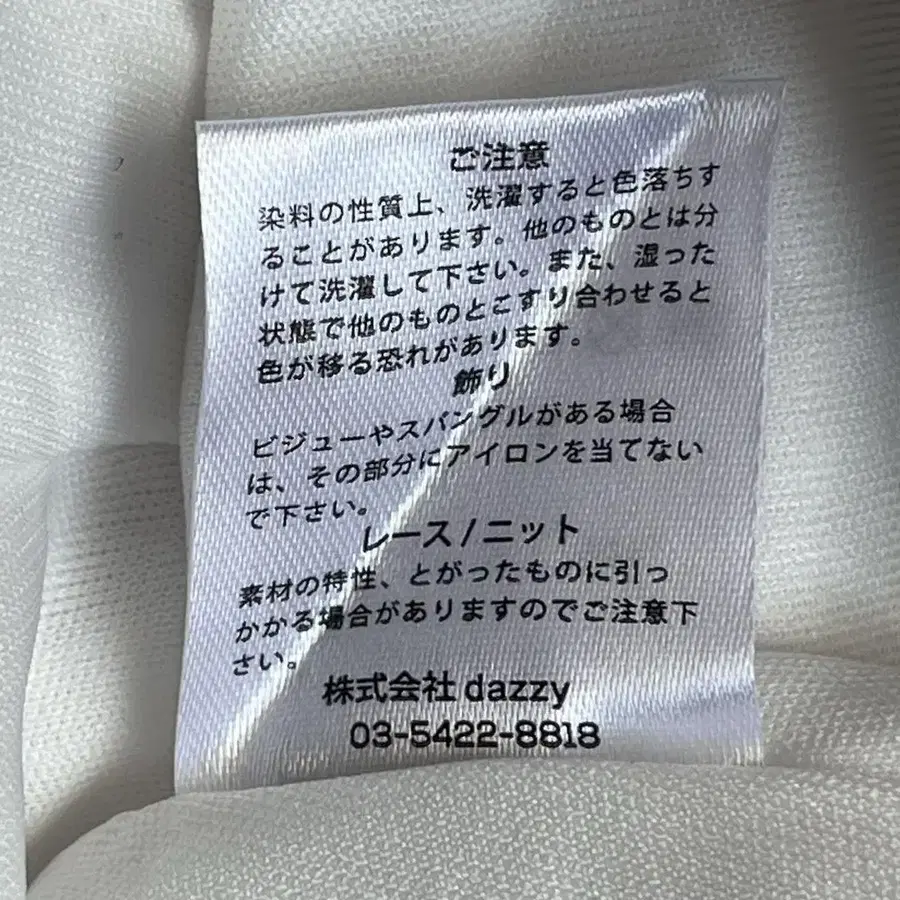 ご注意
染料の性質上、洗濯すると色落ちす
ることがあります。他のものとは分
けて洗濯して下さい。また、湿った
状態で他のものとこすり合わせると
色が移る恐れがあります。
飾り
ビジューやスパングルがある場合
は、その部分にアイロンを当てない
で下さい。
レース/ニット
素材の特性、とがったものに引っ
かかる場合がありますのでご注意下
さい。
株式会社dazzy
03-5422-8818